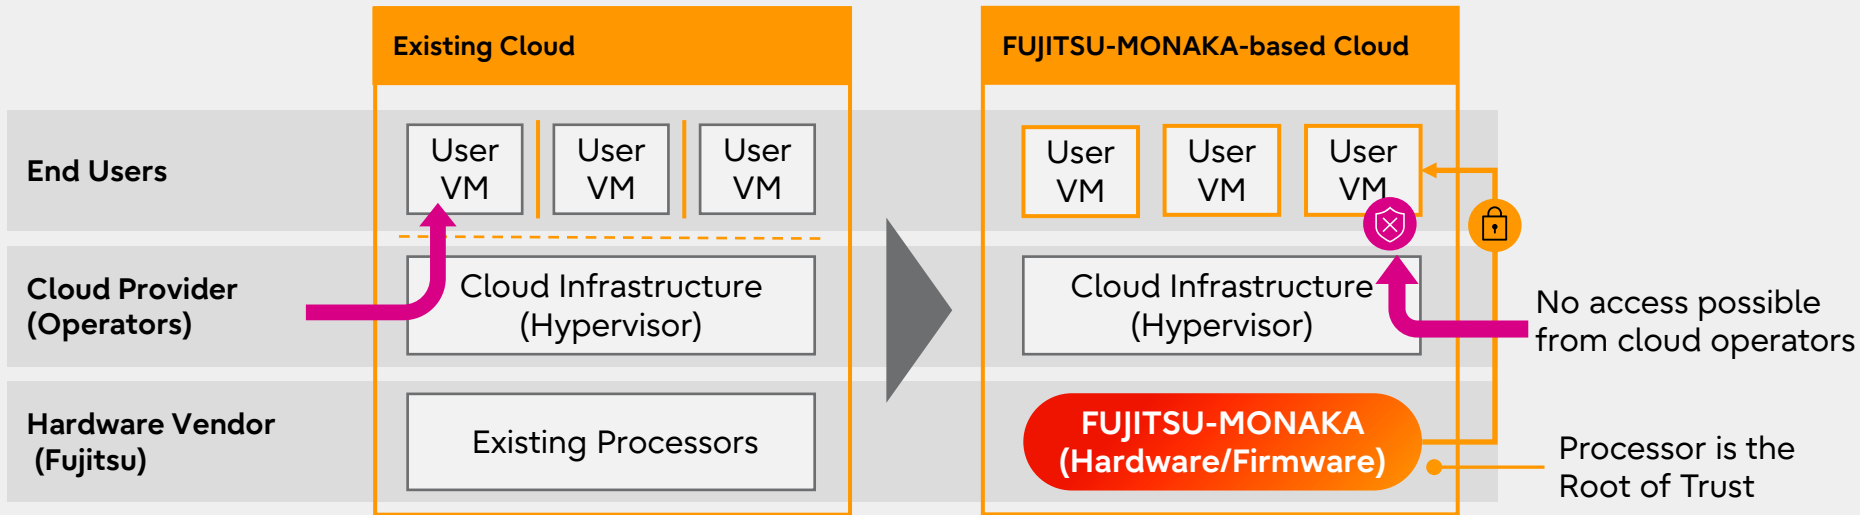 Existing Cloud
FUJITSU-MONAKA-based Cloud
End Users
User
VM
User
VM
User
VM
User
VM
User
VM
User
VM
Cloud Provider
(Operators)
Cloud Infrastructure
(Hypervisor)
Cloud Infrastructure
(Hypervisor)
No access possible
from cloud operators
Hardware Vendor
(Fujitsu)
Existing Processors
FUJITSU-MONAKA
(Hardware/Firmware)
Processor is the
Root of Trust